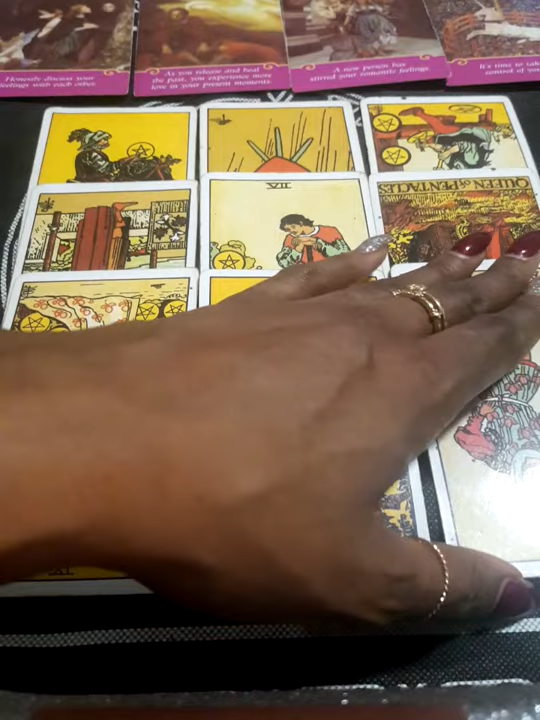 Honestly discuss your
feelings with each other.
As you release and heal
the past, you experience more
love in your present moments.
A new person has
stirred your romantic feelings.
It's time to take
control of you
VII
QUEEN of PENTACLES